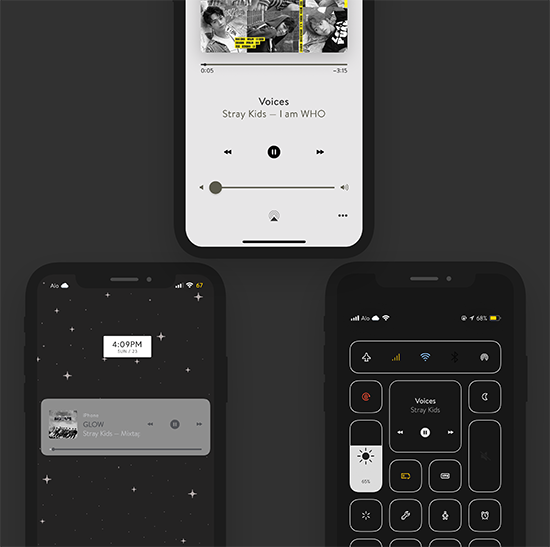 0:05
–3:15
Voices
Stray Kids — I am WHO
Aio
67
4:09PM
SUN / 23
iPhone
GLOW
Stray Kids — Mixtap
Aio
68%
Voices
Stray Kids
65%